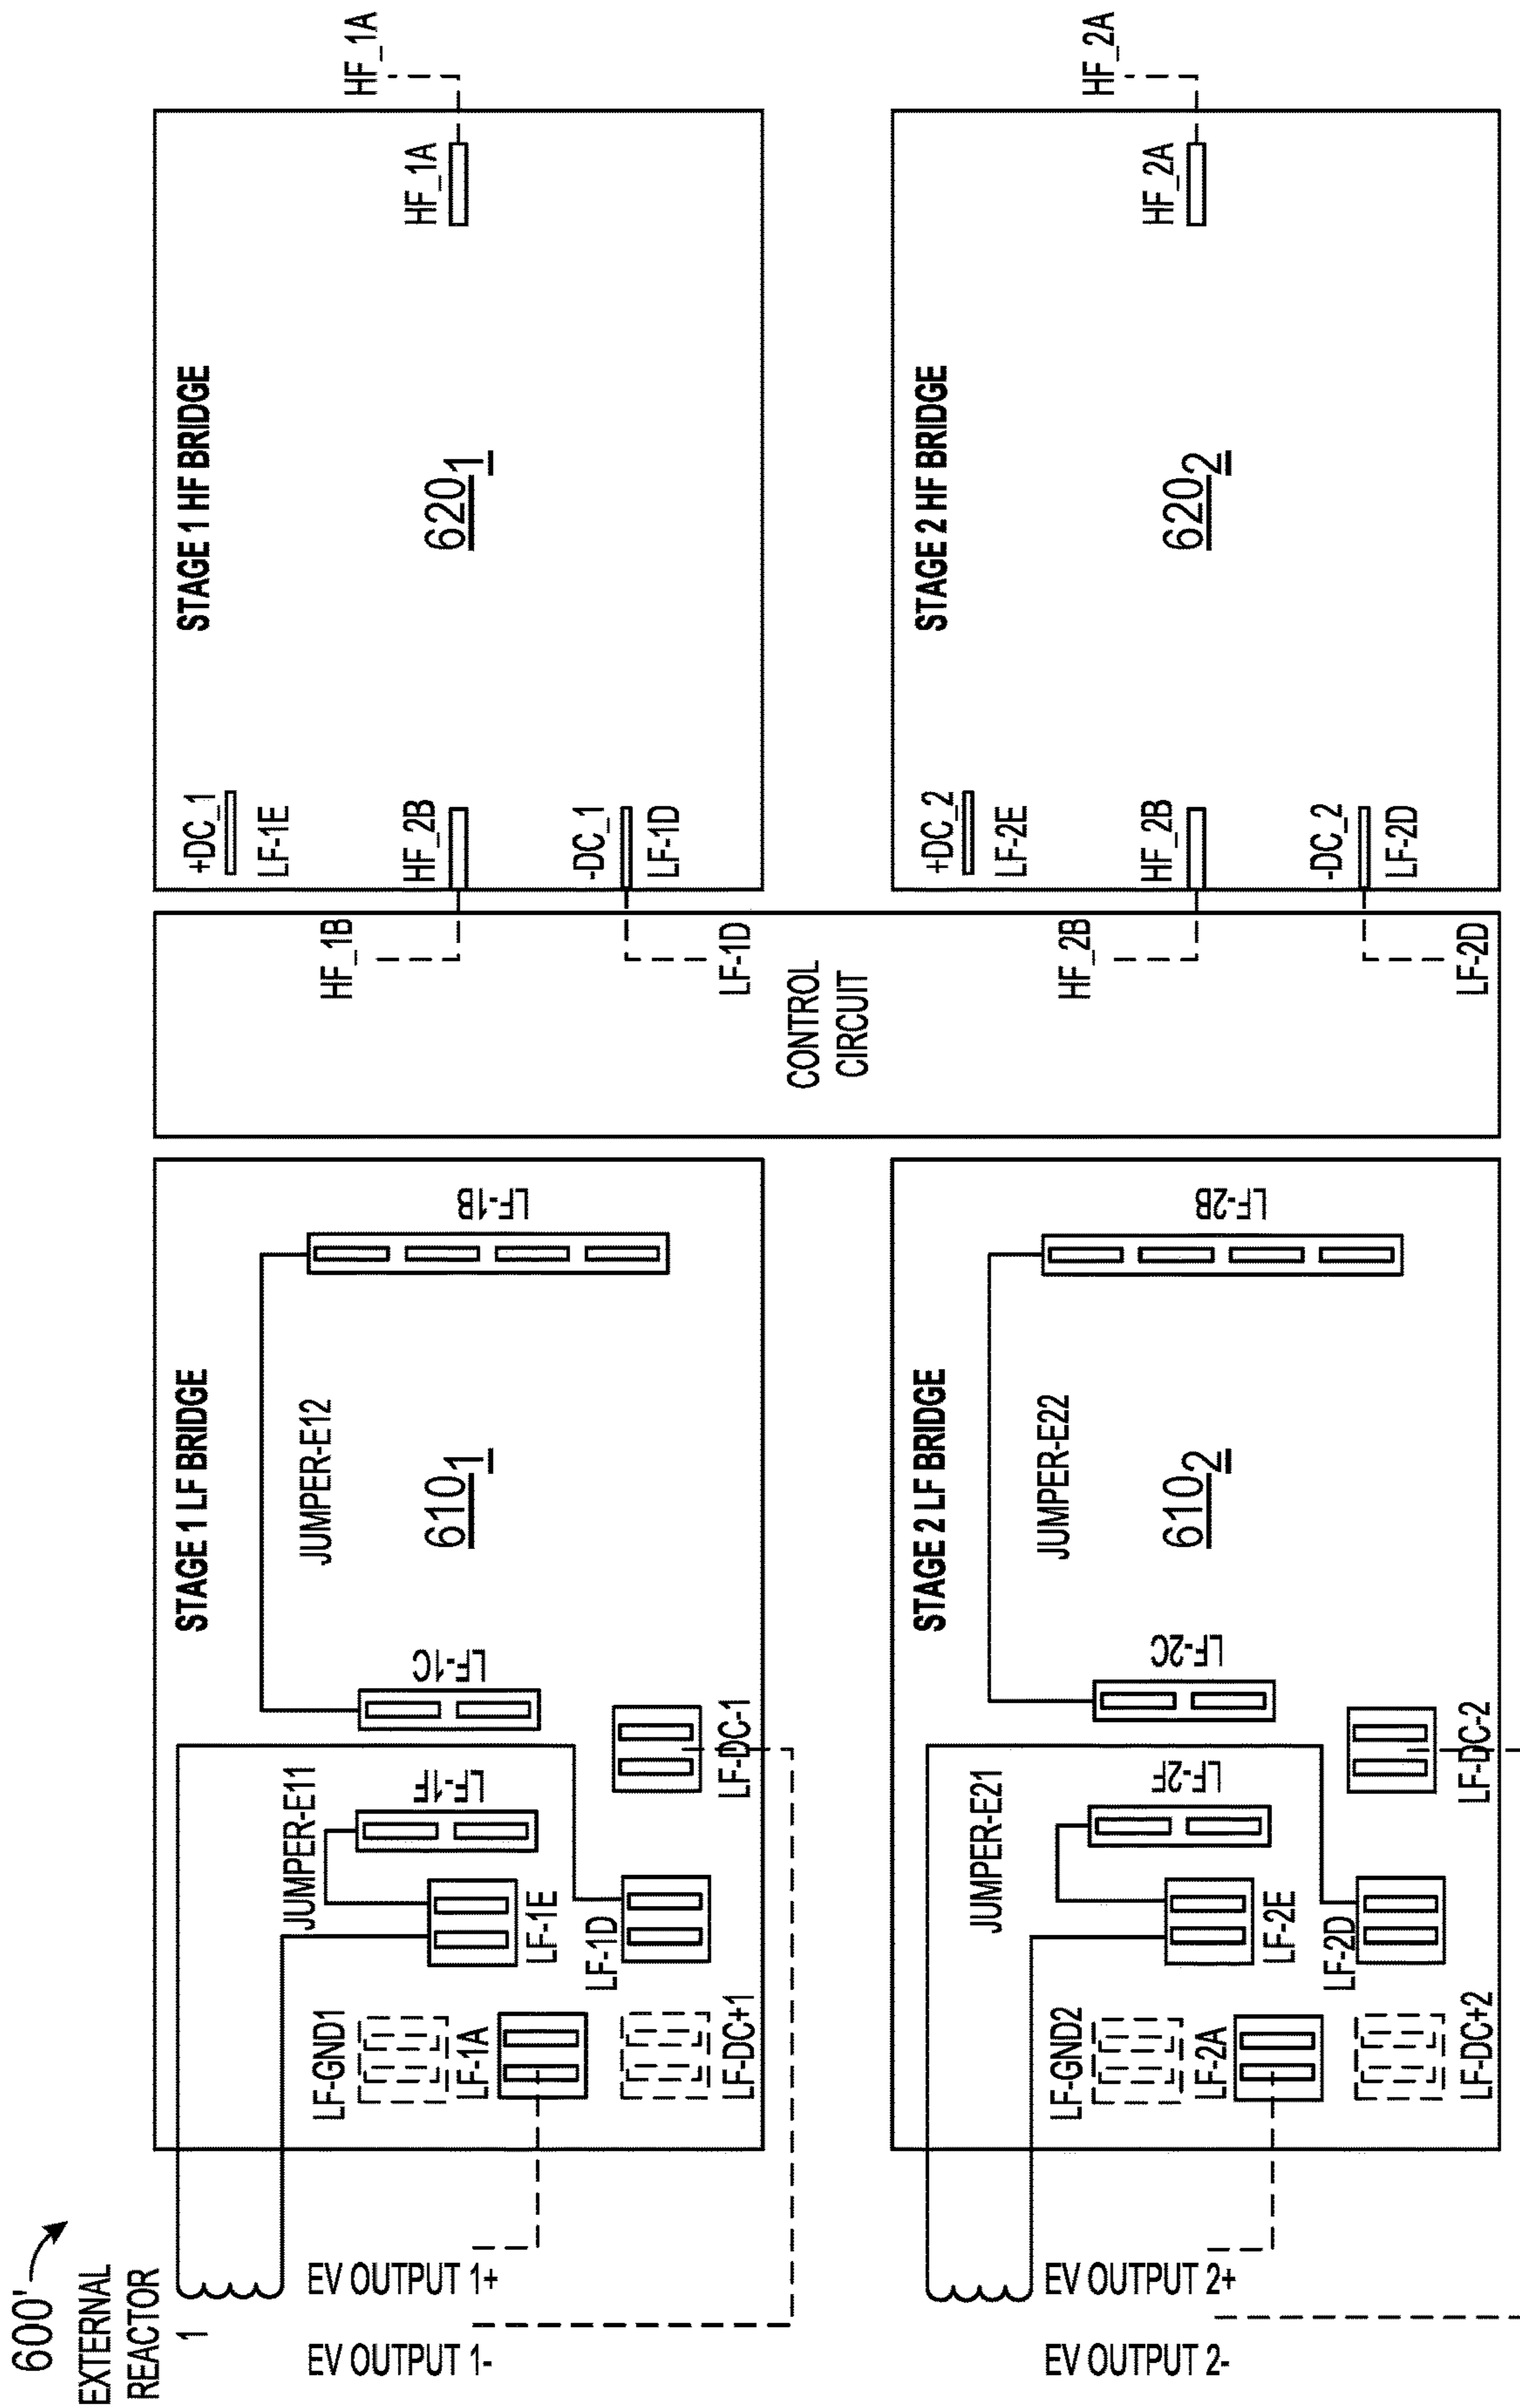 600'
EXTERNAL
REACTOR
1
EV OUTPUT 1+
EV OUTPUT 1-
STAGE 1 LF BRIDGE
610₁
JUMPER-E11
JUMPER-E12
LF-GND1
LF-1A
LF-DC+1
LF-1E
LF-1D
LF-1F
LF-1C
LF-DC-1
LF-1B
CONTROL
CIRCUIT
HF_1B
LF-1D
HF_2B
LF-2D
STAGE 1 HF BRIDGE
620₁
+DC_1
LF-1E
HF_2B
-DC_1
LF-1D
HF_1A
HF_1A
EV OUTPUT 2+
EV OUTPUT 2-
STAGE 2 LF BRIDGE
610₂
JUMPER-E21
JUMPER-E22
LF-GND2
LF-2A
LF-DC+2
LF-2E
LF-2D
LF-2F
LF-2C
LF-DC-2
LF-2B
STAGE 2 HF BRIDGE
620₂
+DC_2
LF-2E
HF_2B
-DC_2
LF-2D
HF_2A
HF_2A